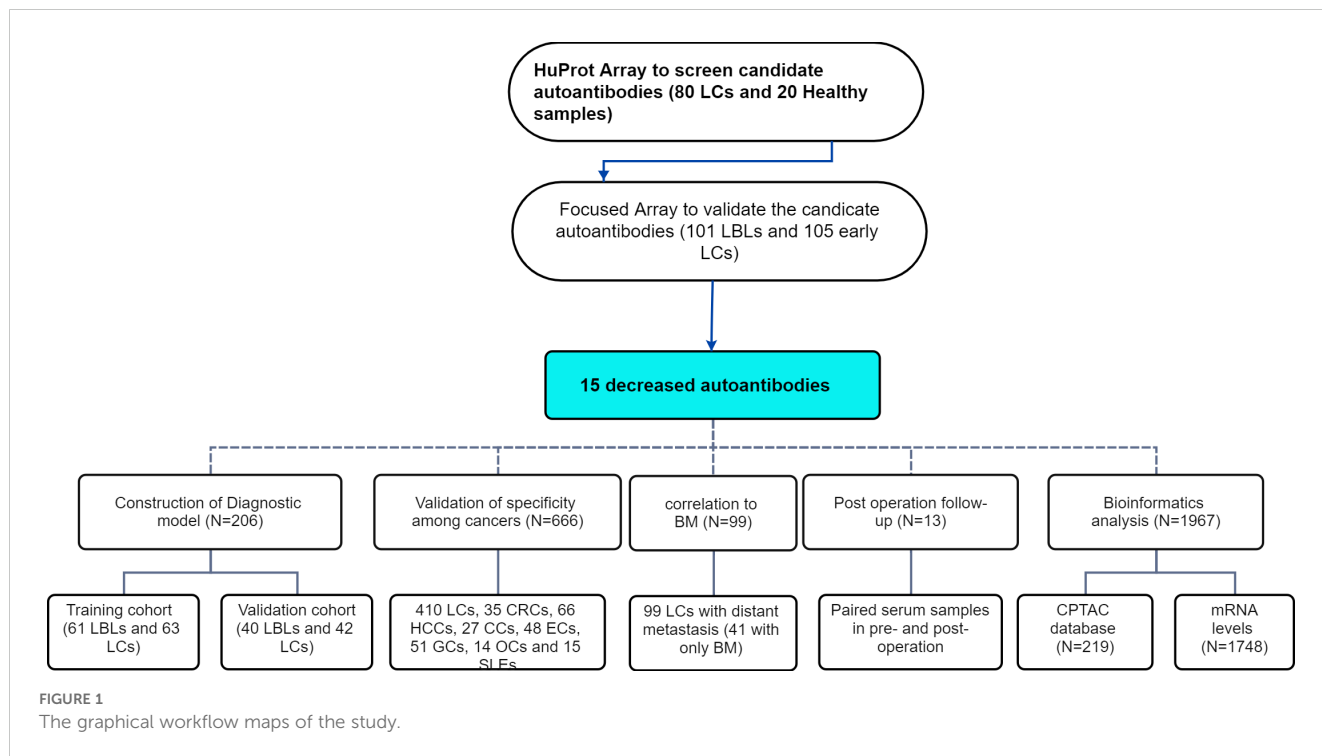 HuProt Array to screen candidate
autoantibodies (80 LCs and 20 Healthy
samples)
Focused Array to validate the candicate
autoantibodies (101 LBLs and 105 early
LCs)
15 decreased autoantibodies
Construction of Diagnostic
model (N=206)
Validation of specificity
among cancers (N=666)
correlation to
BM (N=99)
Post operation follow-
up (N=13)
Bioinformatics
analysis (N=1967)
Training cohort
(61 LBLs and 63
LCs)
Validation cohort
(40 LBLs and 42
LCs)
410 LCs, 35 CRCs, 66
HCCs, 27 CCs, 48 ECs,
51 GCs, 14 OCs and 15
SLEs
99 LCs with distant
metastasis (41 with
only BM)
Paired serum samples
in pre- and post-
operation
CPTAC
database
(N=219)
mRNA
levels
(N=1748)
FIGURE 1
The graphical workflow maps of the study.